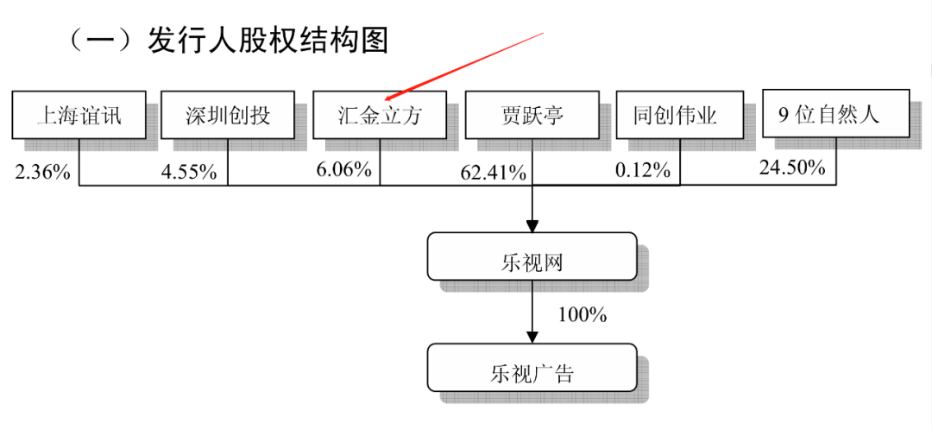 （一）发行人股权结构图
上海谊讯 深圳创投 汇金立方 贾跃亭 同创伟业 9 位自然人
2.36% 4.55% 6.06% 62.41% 0.12% 24.50%
乐视网
100%
乐视广告